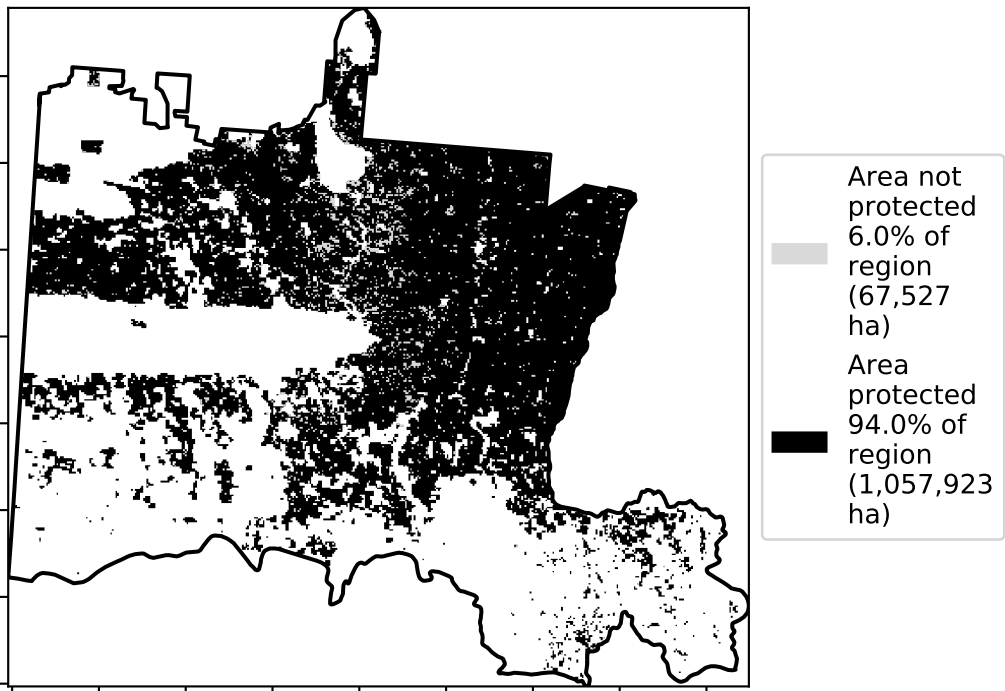 Area not
protected
6.0% of
region
(67,527
ha)
Area
protected
94.0% of
region
(1,057,923
ha)